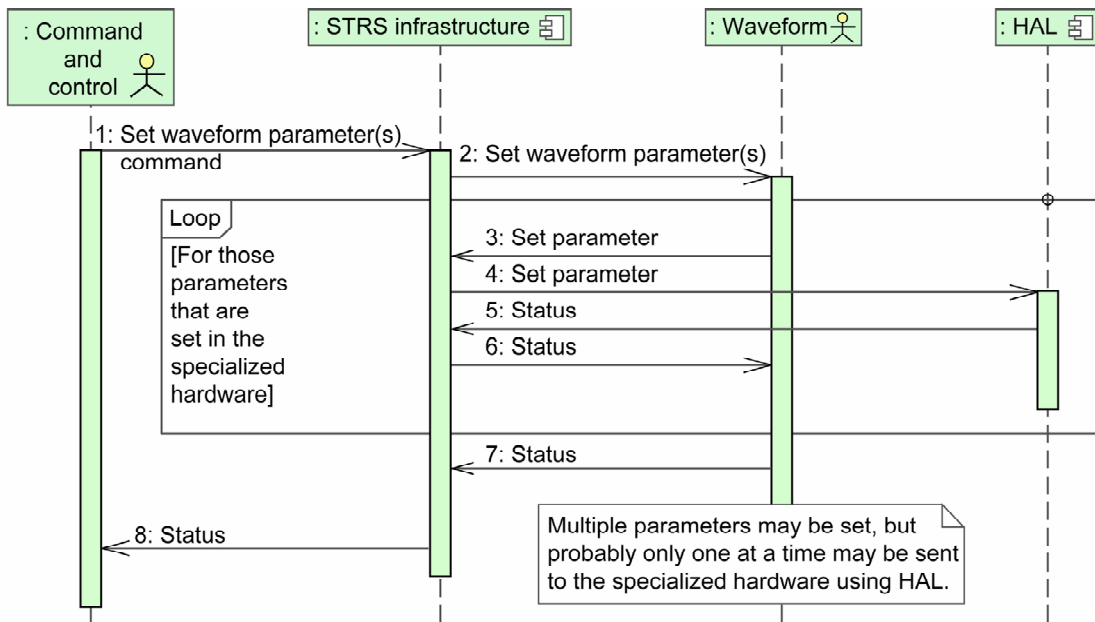 : Command
and
control
: STRS infrastructure
: Waveform
: HAL
1: Set waveform parameter(s)
command
2: Set waveform parameter(s)
Loop
[For those
parameters
that are
set in the
specialized
hardware]
3: Set parameter
4: Set parameter
5: Status
6: Status
7: Status
8: Status
Multiple parameters may be set, but
probably only one at a time may be sent
to the specialized hardware using HAL.